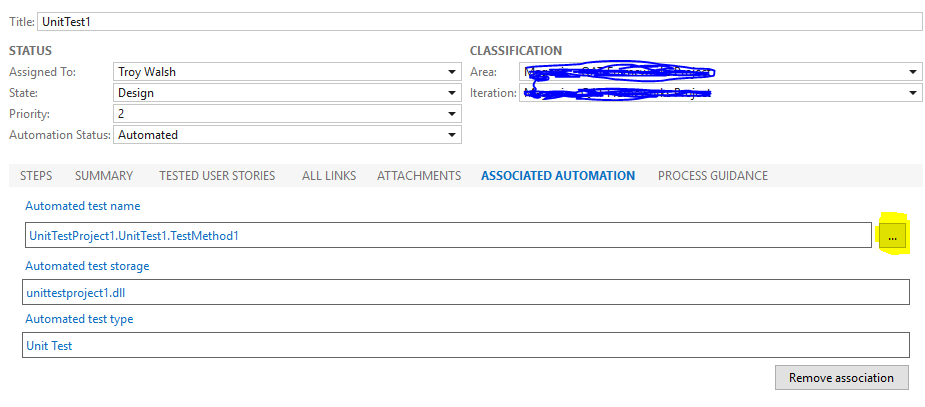 Title: UnitTest1
STATUS CLASSIFICATION
Assigned To: Troy Walsh Area:
State: Design Iteration: Project
Priority: 2
Automation Status: Automated
STEPS SUMMARY TESTED USER STORIES ALL LINKS ATTACHMENTS ASSOCIATED AUTOMATION PROCESS GUIDANCE
Automated test name
UnitTestProject1.UnitTest1.TestMethod1 ...
Automated test storage
unittestproject1.dll
Automated test type
Unit Test
Remove association